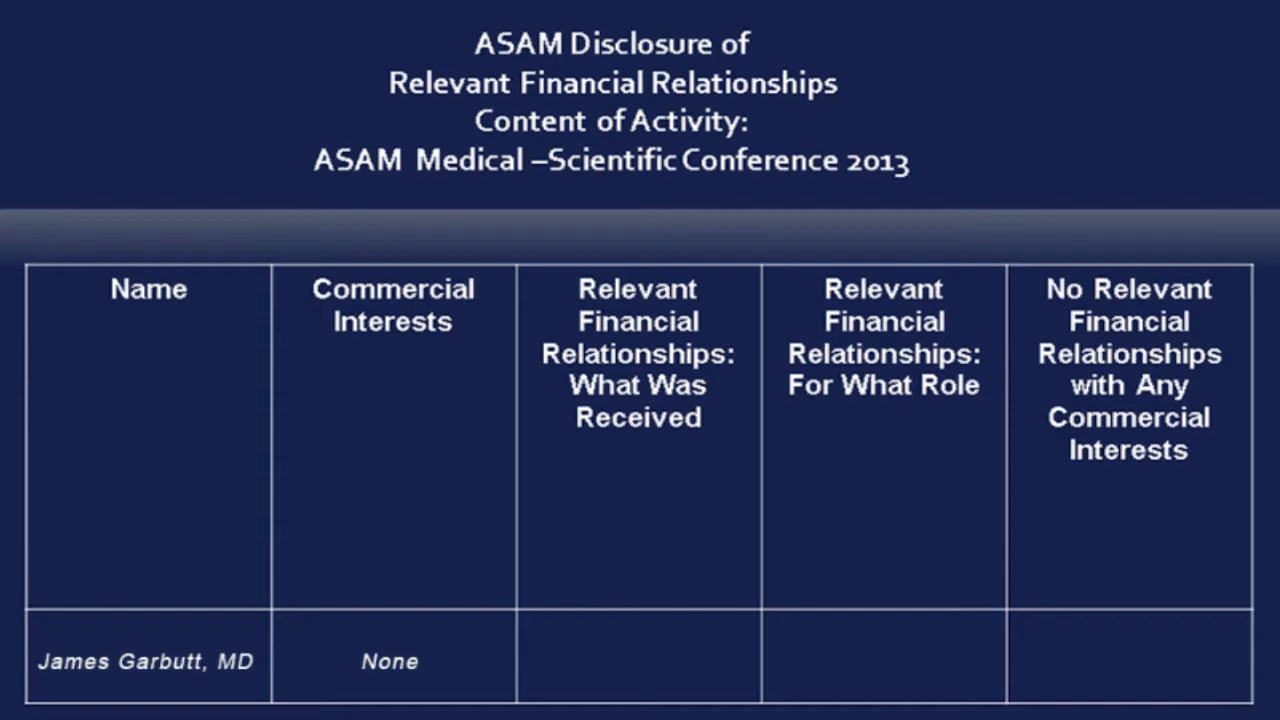 ASAM Disclosure of
Relevant Financial Relationships
Content of Activity:
ASAM Medical –Scientific Conference 2013
Name
Commercial
Interests
Relevant
Financial
Relationships:
What Was
Received
Relevant
Financial
Relationships:
For What Role
No Relevant
Financial
Relationships
with Any
Commercial
Interests
James Garbutt, MD
None